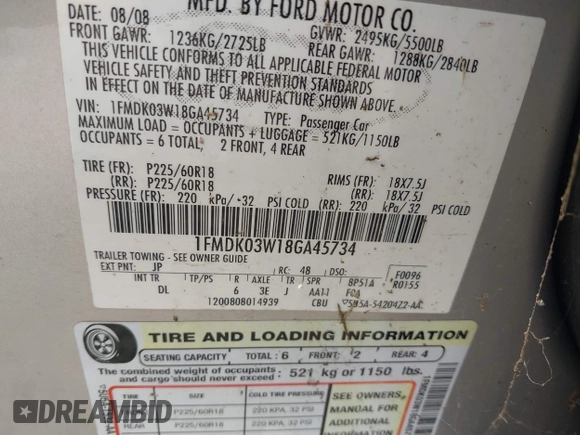 MFD. BY FORD MOTOR CO.
DATE: 08/08 GVWR: 2495KG/5500LB
FRONT GAWR: 1236KG/2725LB REAR GAWR: 1288KG/2840LB
THIS VEHICLE CONFORMS TO ALL APPLICABLE FEDERAL MOTOR
VEHICLE SAFETY AND THEFT PREVENTION STANDARDS
IN EFFECT ON THE DATE OF MANUFACTURE SHOWN ABOVE.
VIN: 1FMDK03W18GA45734 TYPE: Passenger Car
MAXIMUM LOAD = OCCUPANTS + LUGGAGE = 521KG/1150LB
OCCUPANTS = 6 TOTAL, 2 FRONT, 4 REAR
TIRE (FR): P225/60R18 RIMS (FR): 18X7.5J
(RR): P225/60R18 (RR): 18X7.5J
PRESSURE (FR): 220 kPa/ 32 PSI COLD (RR): 220 kPa/ 32 PSI COLD
1FMDK03W18GA45734
TRAILER TOWING - SEE OWNER GUIDE
EXT PNT: JP RC: 48 DSO: F0096
INT TR TP/PS R AXLE TR SPR BP51A R0155
DL 6 3E J AA11 FOA
1200808014939 CBU
TIRE AND LOADING INFORMATION
SEATING CAPACITY TOTAL: 6 FRONT: 2 REAR: 4
The combined weight of occupants
and cargo should never exceed: 521 kg or 1150 lbs.
TIRE SIZE COLD TIRE PRESSURE SEE OWNERS
P225/60R18 220 KPA, 32 PSI MANUAL FOR
REAR P225/60R18 220 KPA, 32 PSI ADDITIONAL
DREAMBID